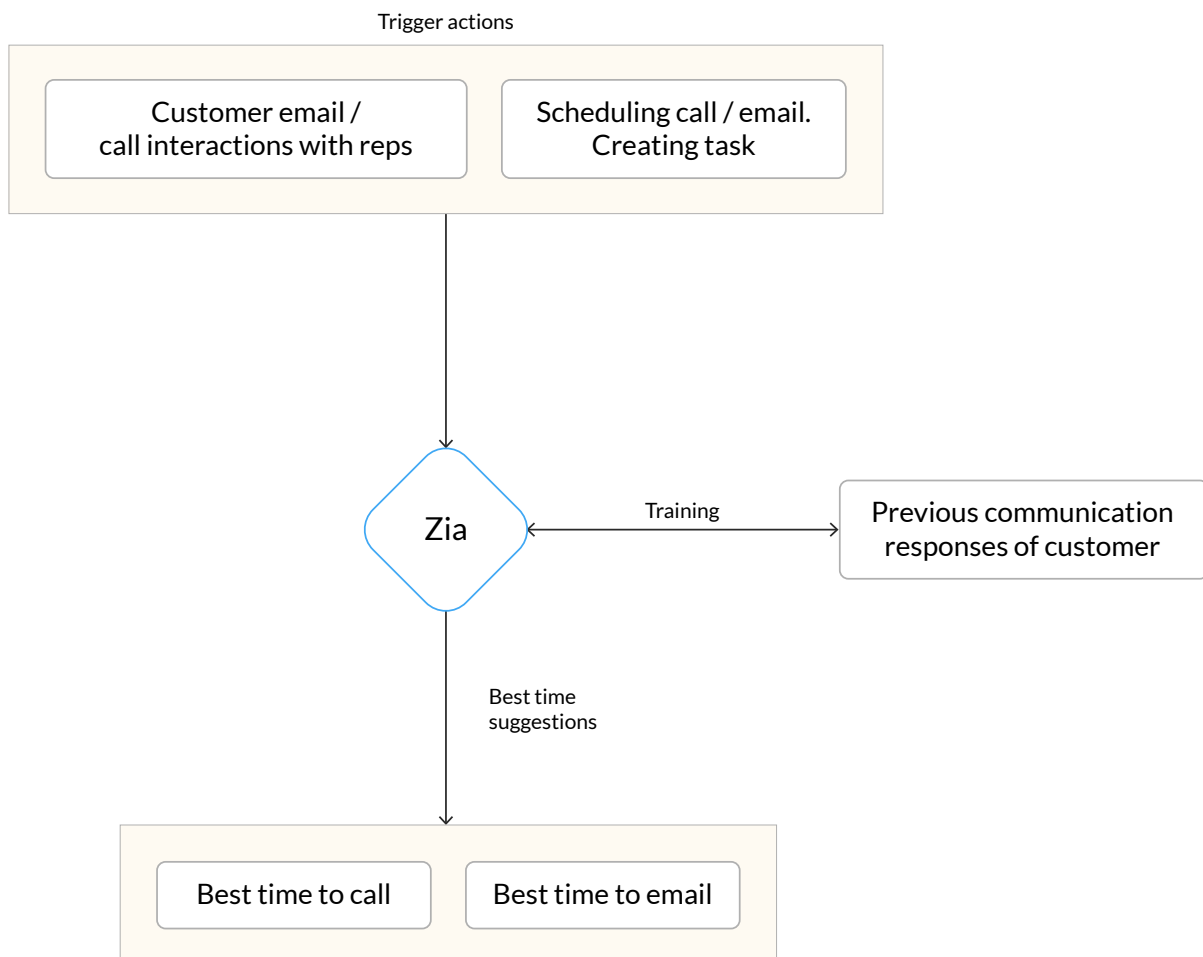 Trigger actions
Customer email /
call interactions with reps
Scheduling call / email.
Creating task
Zia
Training
Previous communication
responses of customer
Best time
suggestions
Best time to call
Best time to email